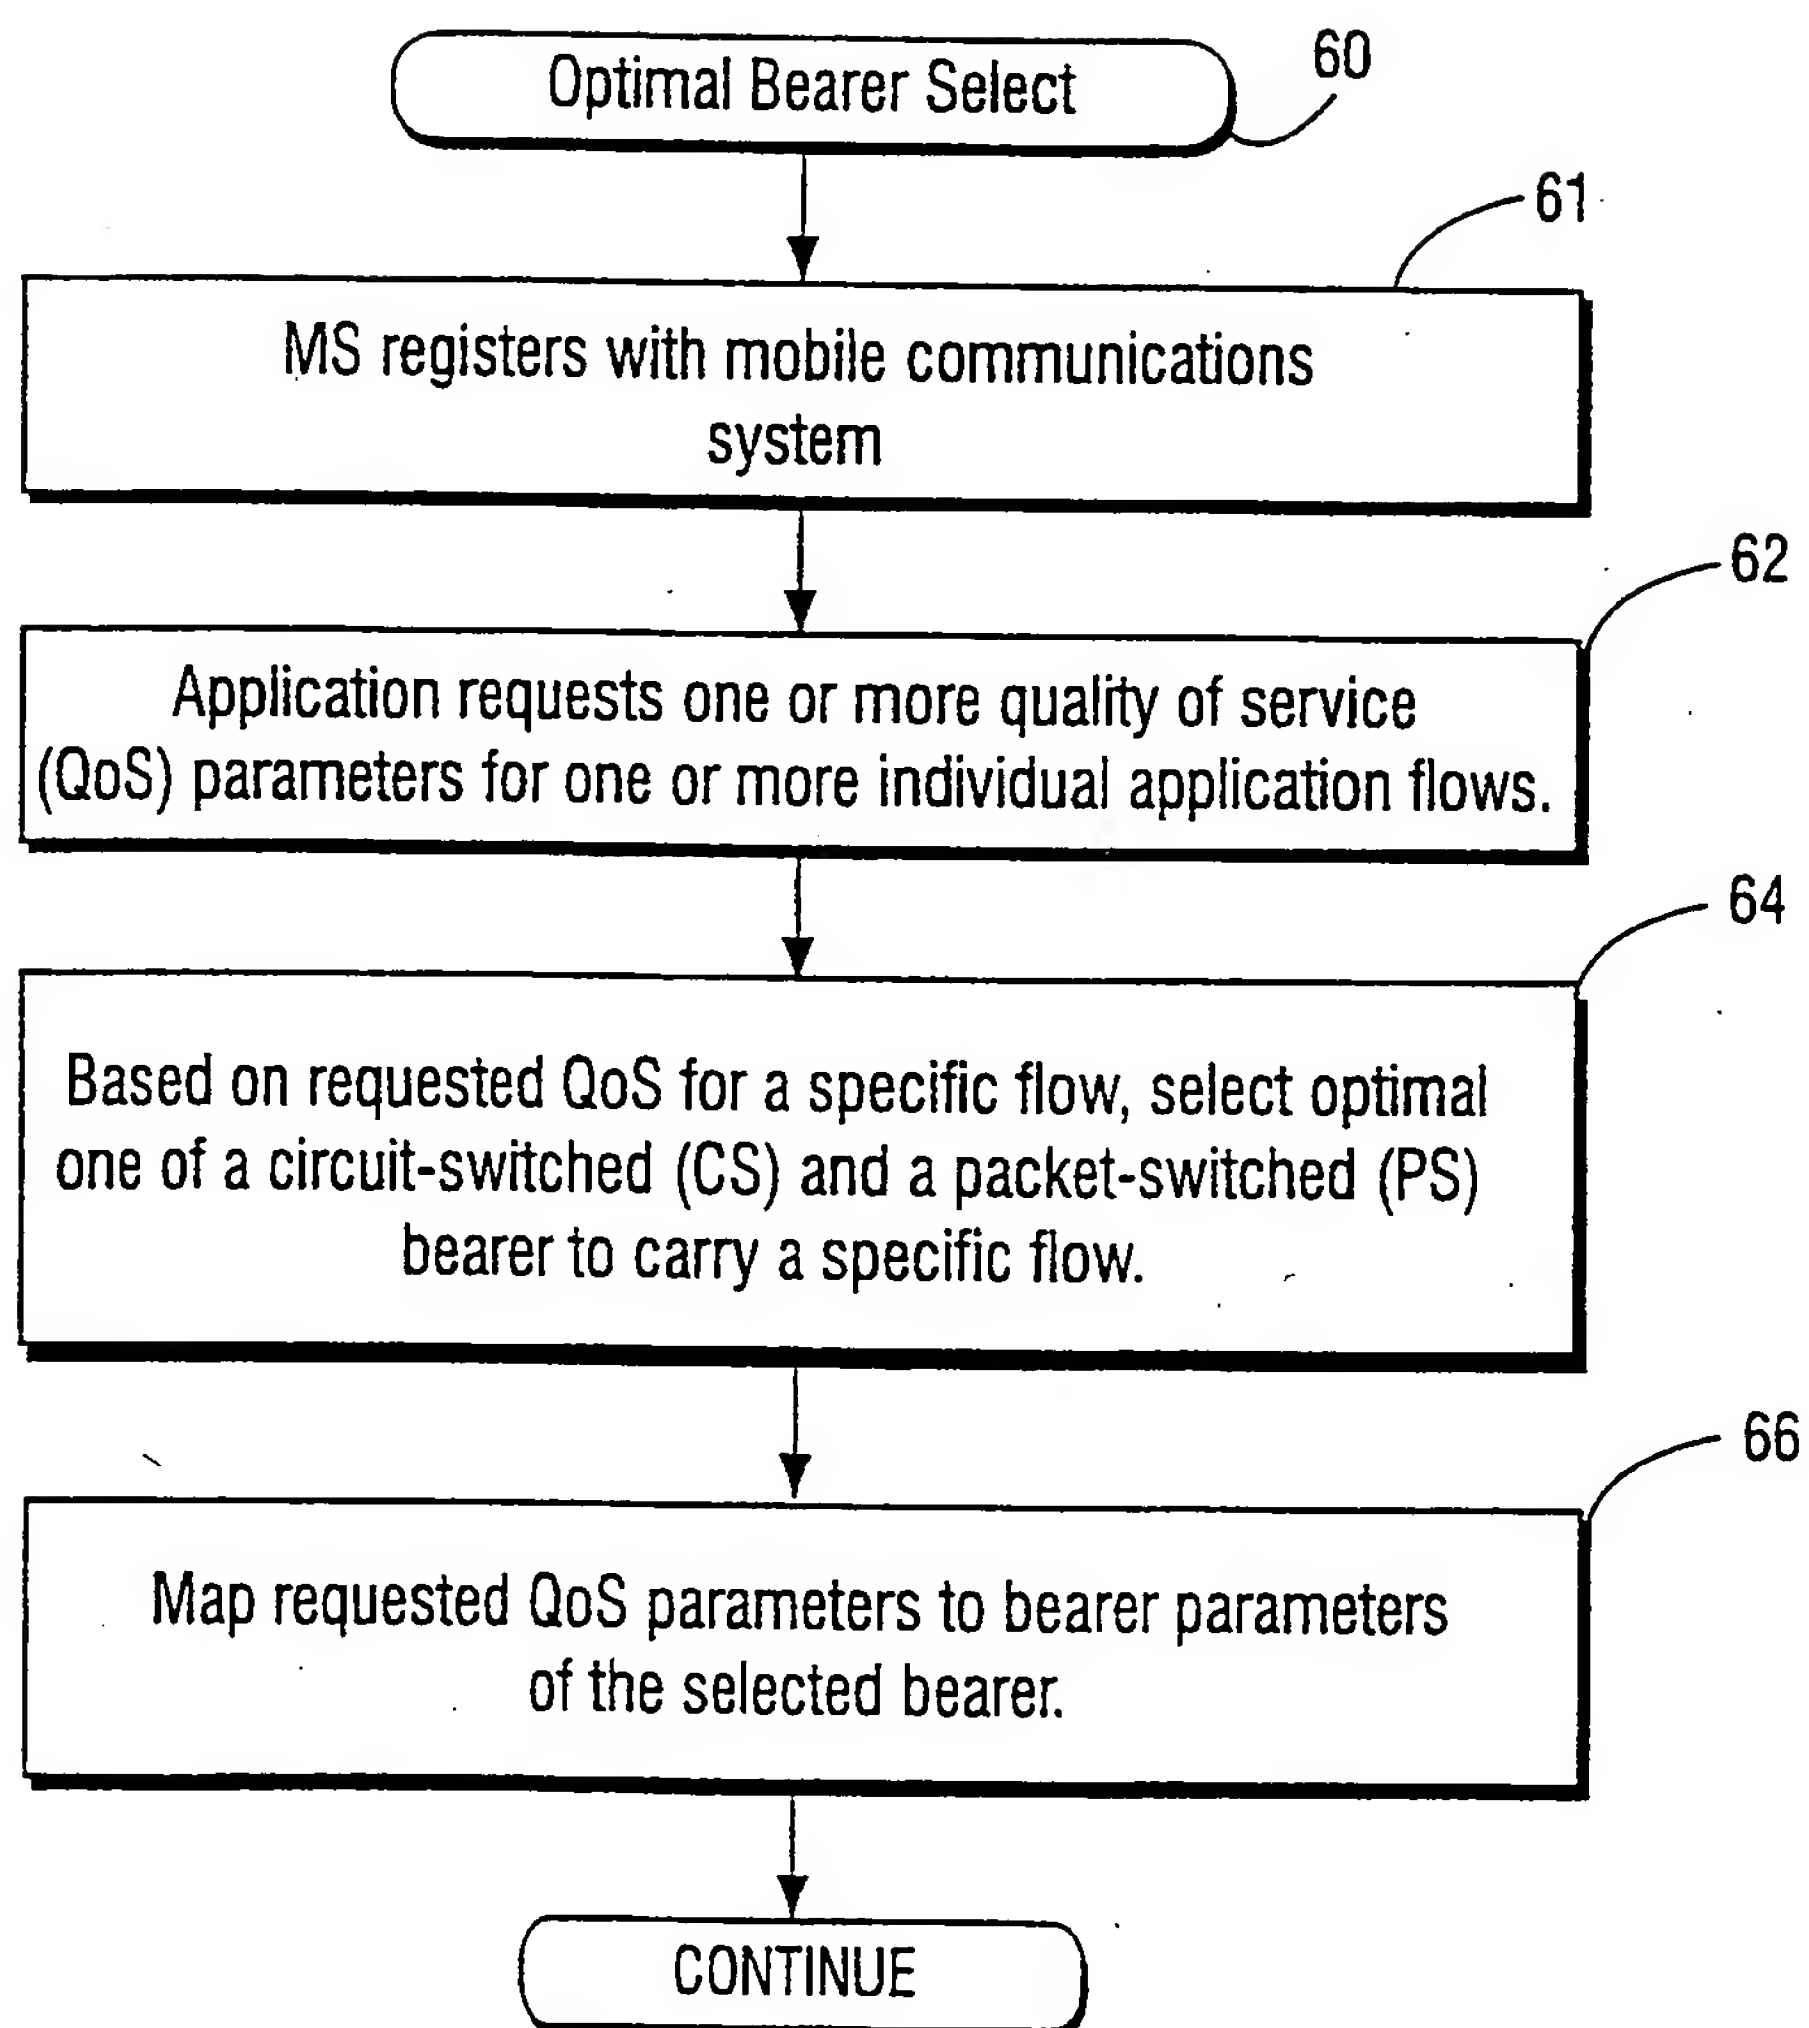 Optimal Bearer Select
60
61
MS registers with mobile communications
system
62
Application requests one or more quality of service
(QoS) parameters for one or more individual application flows.
64
Based on requested QoS for a specific flow, select optimal
one of a circuit-switched (CS) and a packet-switched (PS)
bearer to carry a specific flow.
66
Map requested QoS parameters to bearer parameters
of the selected bearer.
CONTINUE